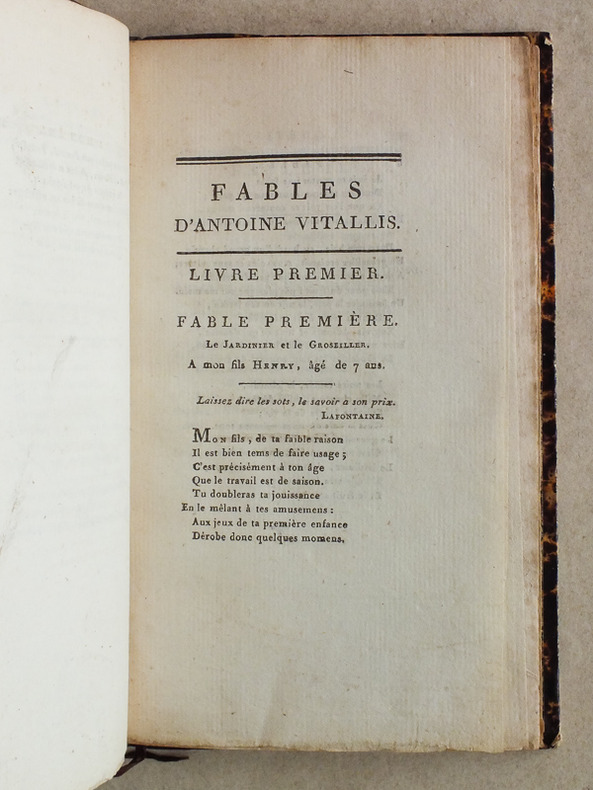 FABLES
D'ANTOINE VITALLIS.
LIVRE PREMIER.
FABLE PREMIÈRE.
Le Jardinier et le Groseiller.
A mon fils Henry, âgé de 7 ans.
Laissez dire les sots, le savoir a son prix.
Lafontaine.
Mon fils, de ta faible raison
Il est bien tems de faire usage;
C'est précisément à ton âge
Que le travail est de saison.
Tu doubleras ta jouissance
En le mêlant à tes amusemens:
Aux jeux de ta première enfance
Dérobe donc quelques momens,